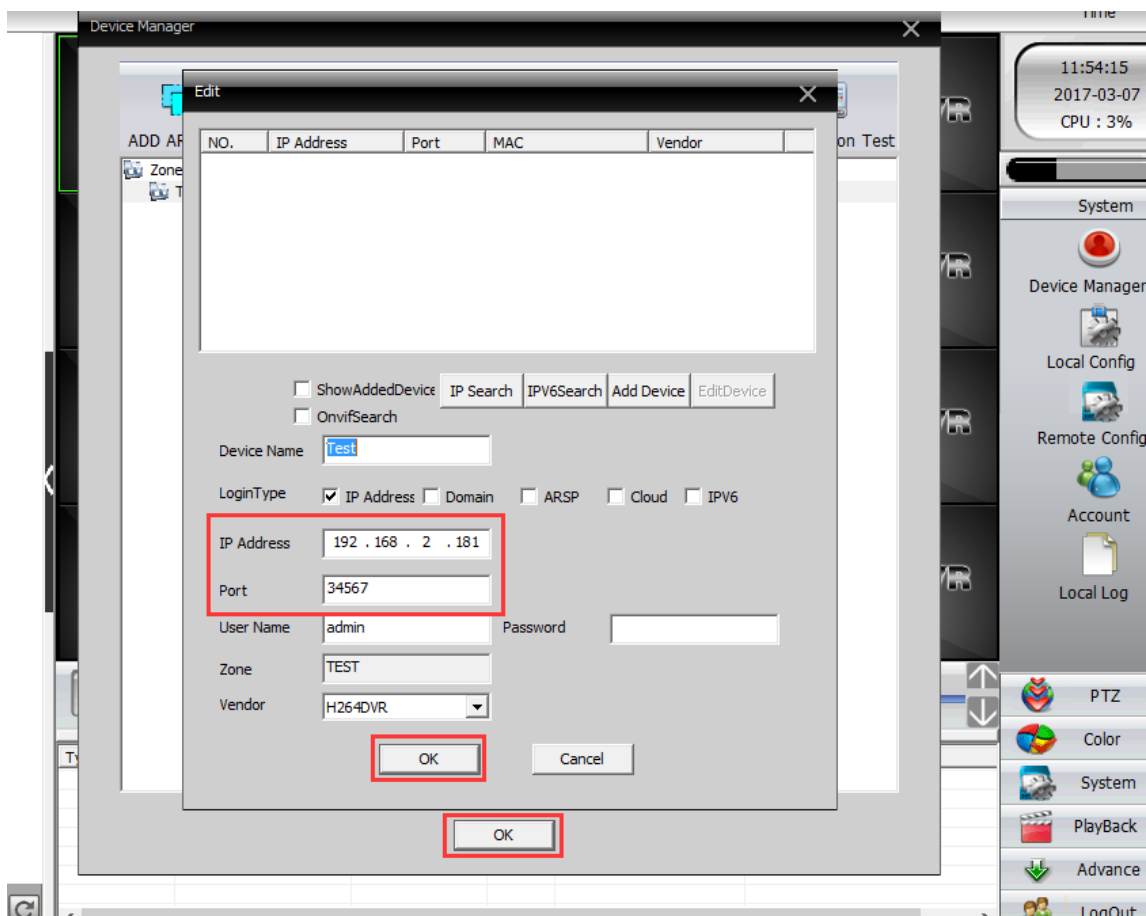 Time
Device Manager
11:54:15
2017-03-07
CPU : 3%
Edit
ADD AR
on Test
NO. IP Address Port MAC Vendor
Zone
T
System
Device Manager
Local Config
Remote Config
Account
Local Log
ShowAddedDevice IP Search IPV6Search Add Device EditDevice
OnvifSearch
Device Name Test
LoginType IP Address Domain ARSP Cloud IPV6
IP Address 192 . 168 . 2 . 181
Port 34567
User Name admin Password
Zone TEST
Vendor H264DVR
OK Cancel
OK
PTZ
Color
System
PlayBack
Advance
LogOut